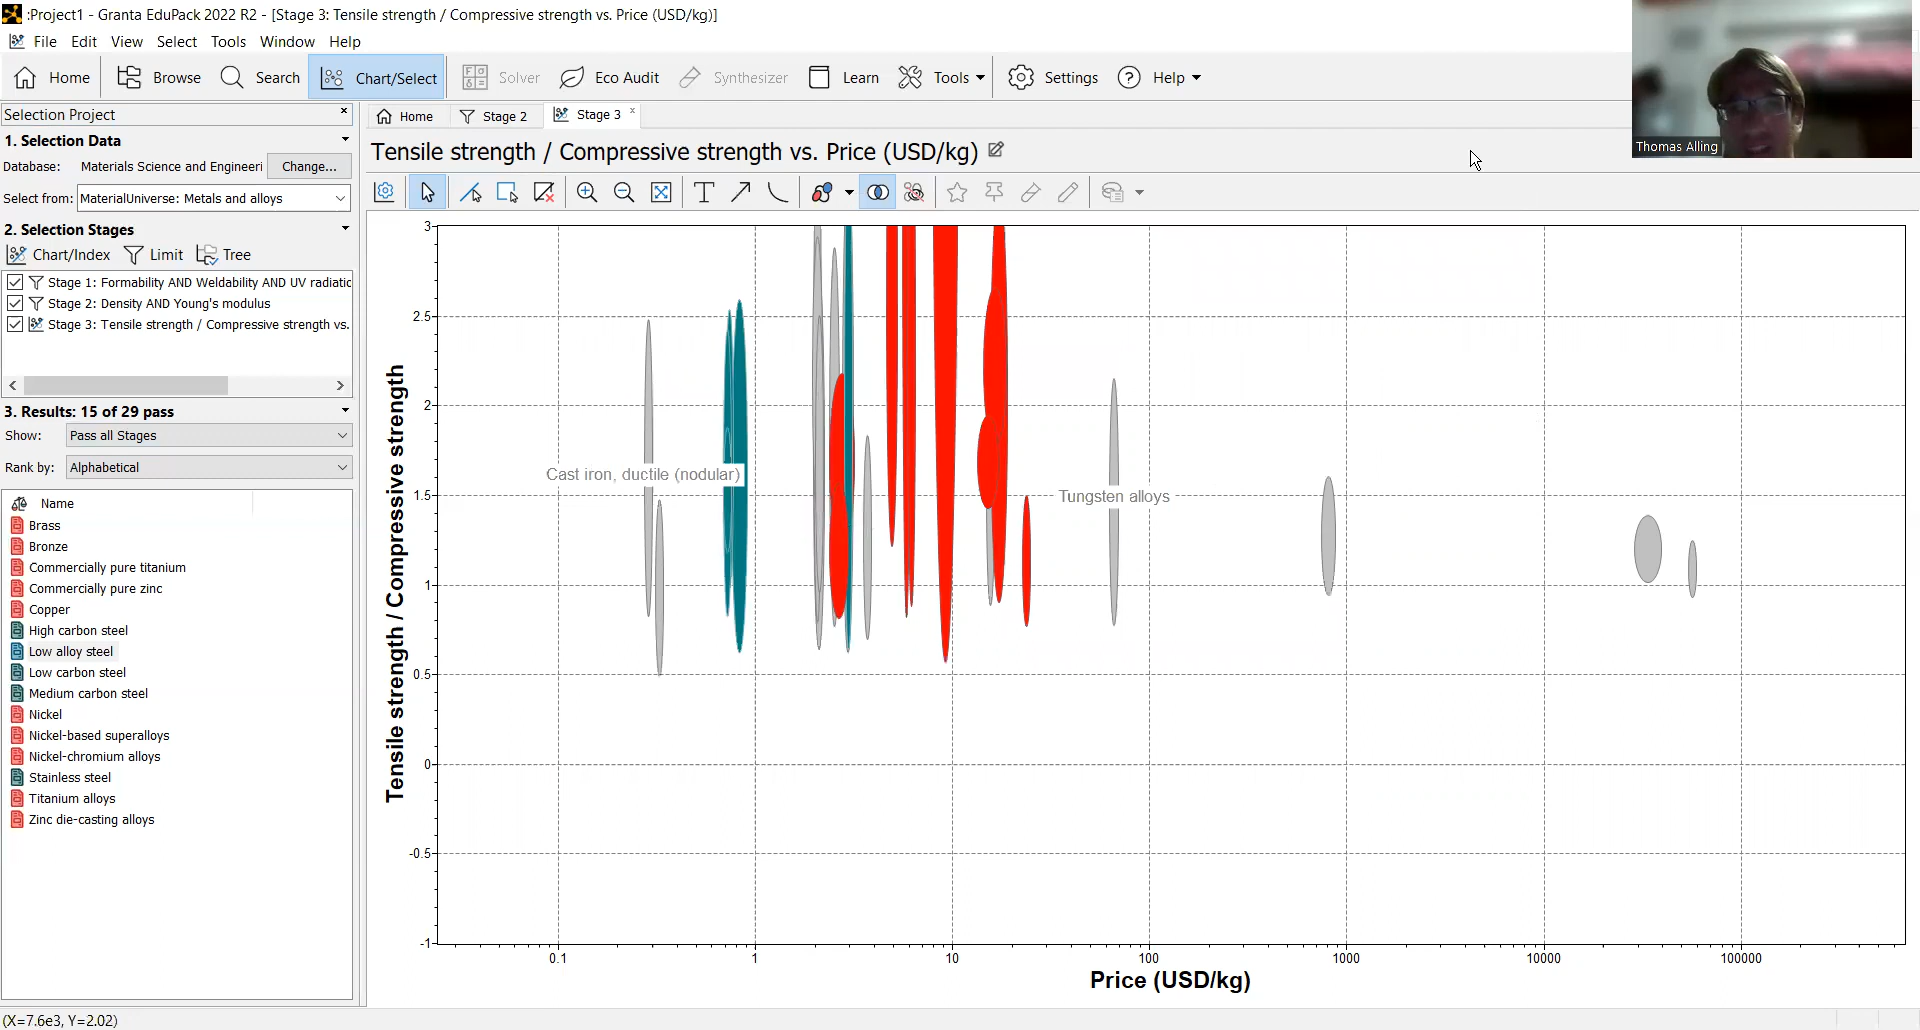 :Project1 - Granta EduPack 2022 R2 - [Stage 3: Tensile strength / Compressive strength vs. Price (USD/kg)]
File Edit View Select Tools Window Help
Home Browse Search Chart/Select Solver Eco Audit Synthesizer Learn Tools Settings Help
Thomas Alling
Selection Project
1. Selection Data
Database: Materials Science and Engineeri Change...
Select from: MaterialUniverse: Metals and alloys
2. Selection Stages
Chart/Index Limit Tree
Stage 1: Formability AND Weldability AND UV radiatic
Stage 2: Density AND Young's modulus
Stage 3: Tensile strength / Compressive strength vs.
3. Results: 15 of 29 pass
Show: Pass all Stages
Rank by: Alphabetical
Name
Brass
Bronze
Commercially pure titanium
Commercially pure zinc
Copper
High carbon steel
Low alloy steel
Low carbon steel
Medium carbon steel
Nickel
Nickel-based superalloys
Nickel-chromium alloys
Stainless steel
Titanium alloys
Zinc die-casting alloys
Home Stage 2 Stage 3
Tensile strength / Compressive strength vs. Price (USD/kg)
Tensile strength / Compressive strength
3
2.5
2
1.5
1
0.5
0
-0.5
-1
Cast iron, ductile (nodular)
Tungsten alloys
0.1 1 10 100 1000 10000 100000
Price (USD/kg)
(X=7.6e3, Y=2.02)